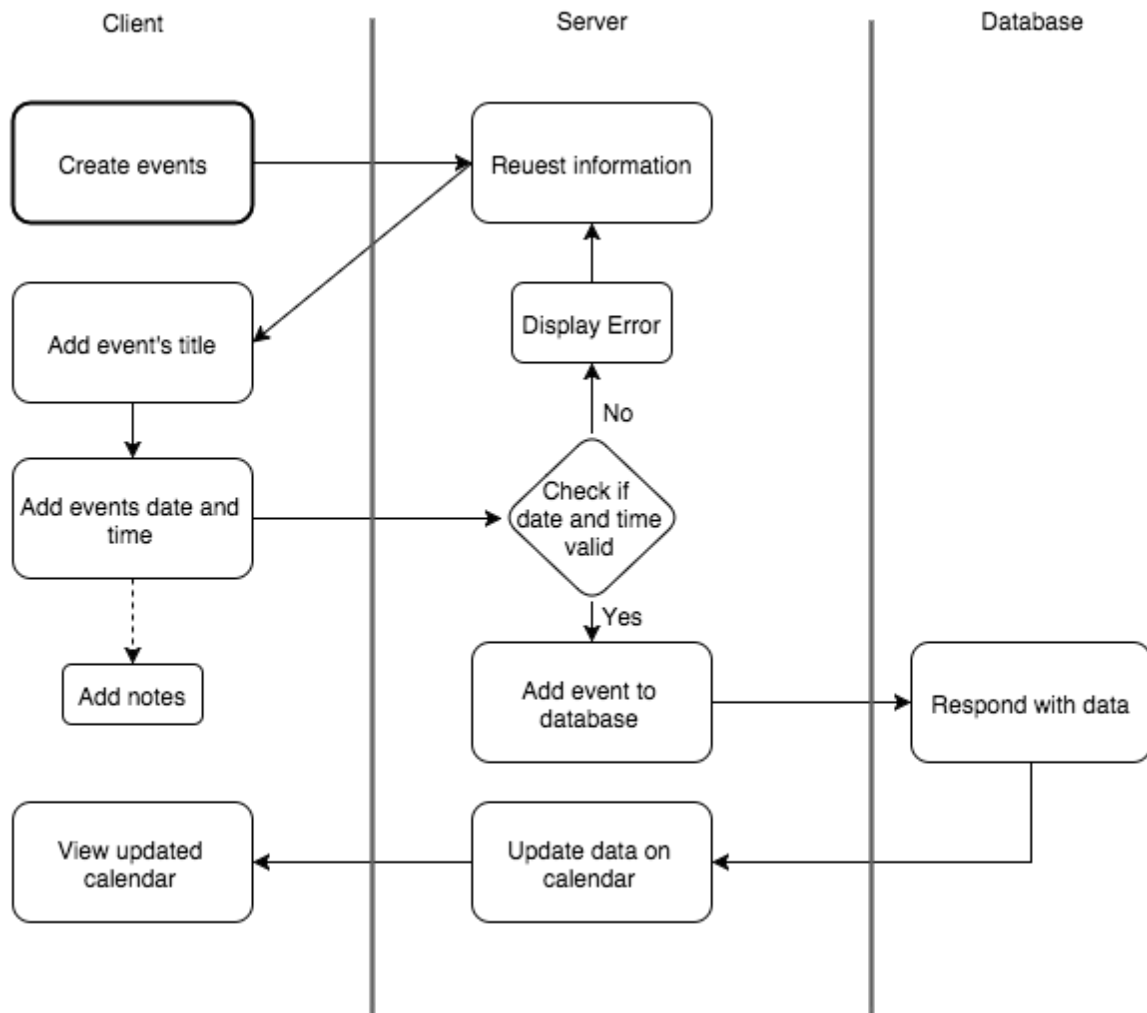 Client
Server
Database
Create events
Reuest information
Add event's title
Display Error
No
Add events date and
time
Check if
date and time
valid
Yes
Add notes
Add event to
database
Respond with data
View updated
calendar
Update data on
calendar